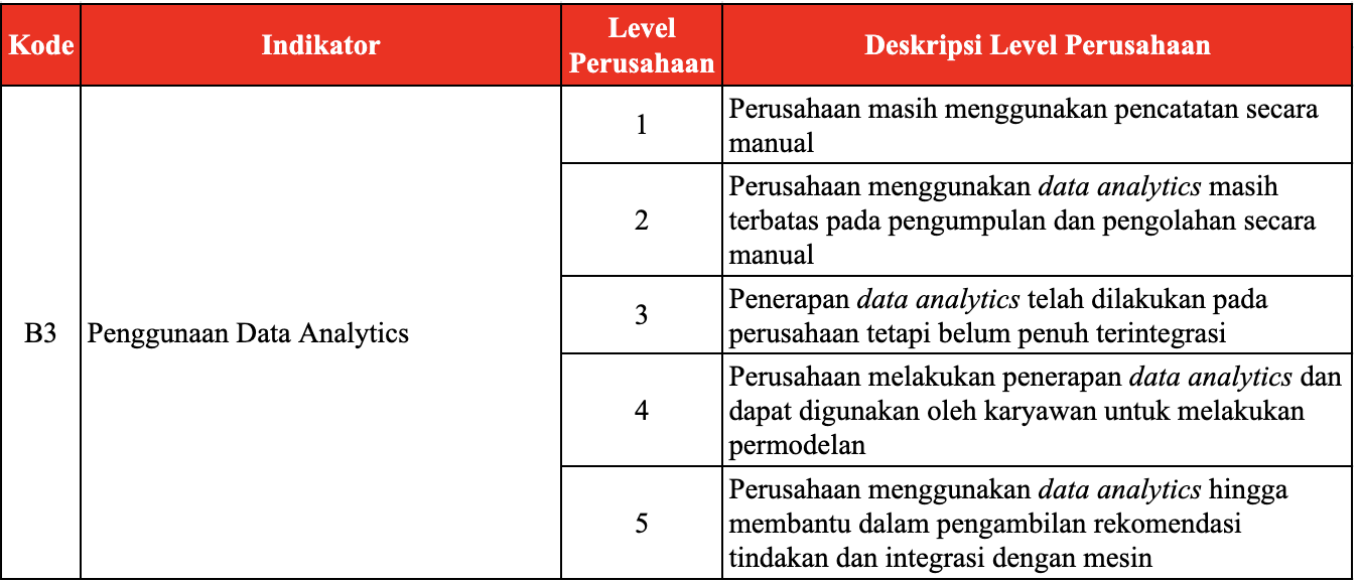 Kode
Indikator
Level
Perusahaan
Deskripsi Level Perusahaan
B3
Penggunaan Data Analytics
1
Perusahaan masih menggunakan pencatatan secara
manual
2
Perusahaan menggunakan data analytics masih
terbatas pada pengumpulan dan pengolahan secara
manual
3
Penerapan data analytics telah dilakukan pada
perusahaan tetapi belum penuh terintegrasi
4
Perusahaan melakukan penerapan data analytics dan
dapat digunakan oleh karyawan untuk melakukan
permodelan
5
Perusahaan menggunakan data analytics hingga
membantu dalam pengambilan rekomendasi
tindakan dan integrasi dengan mesin